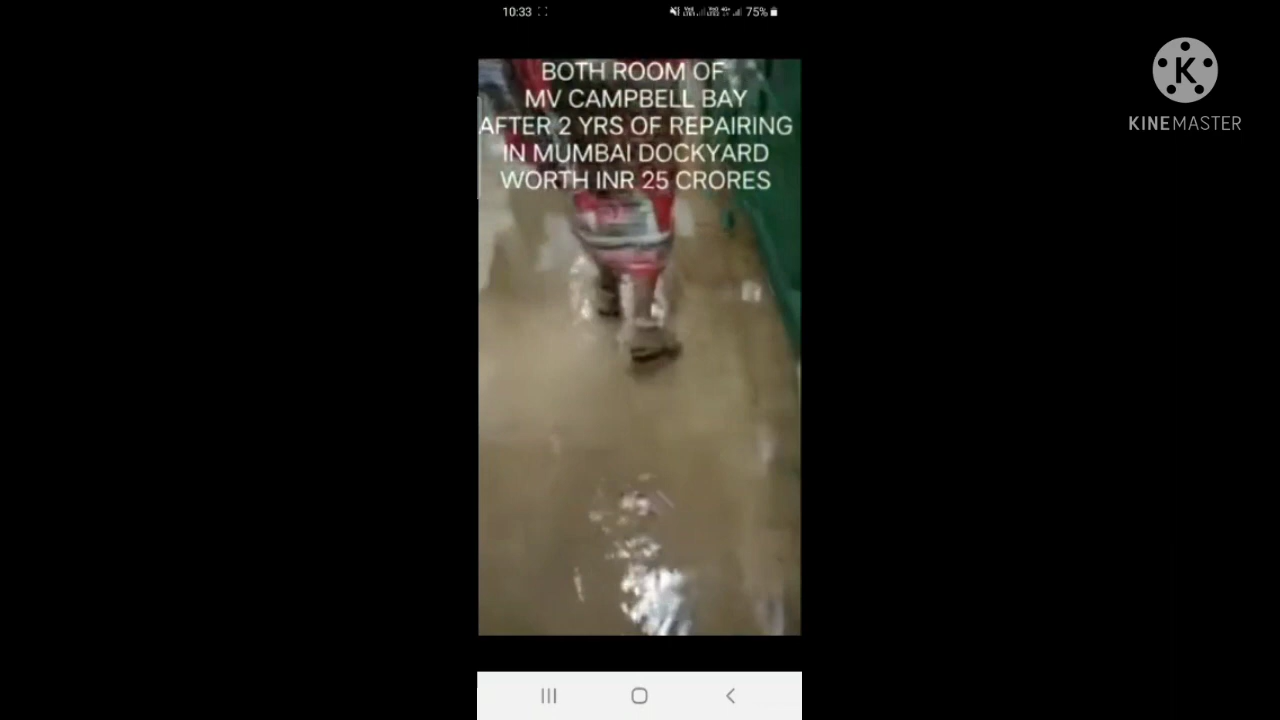 10:33
75%
BOTH ROOM OF
MV CAMPBELL BAY
AFTER 2 YRS OF REPAIRING
IN MUMBAI DOCKYARD
WORTH INR 25 CRORES
K
KINEMASTER